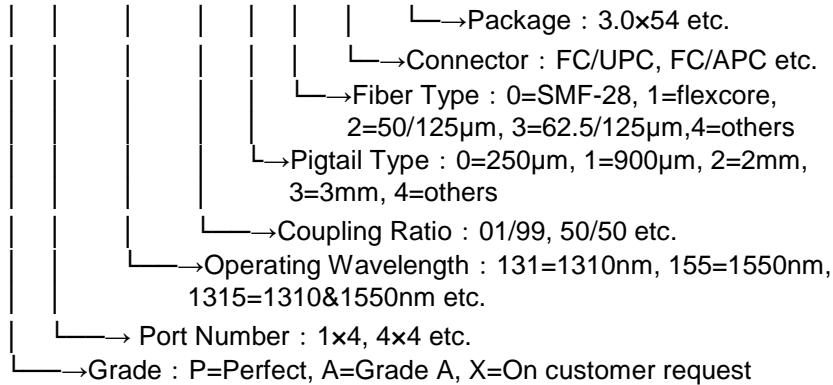 Package：3.0×54 etc.
Connector：FC/UPC, FC/APC etc.
Fiber Type：0=SMF-28, 1=flexcore,
2=50/125μm, 3=62.5/125μm,4=others
Pigtail Type：0=250μm, 1=900μm, 2=2mm,
3=3mm, 4=others
Coupling Ratio：01/99, 50/50 etc.
Operating Wavelength：131=1310nm, 155=1550nm,
1315=1310&1550nm etc.
Port Number：1×4, 4×4 etc.
Grade：P=Perfect, A=Grade A, X=On customer request